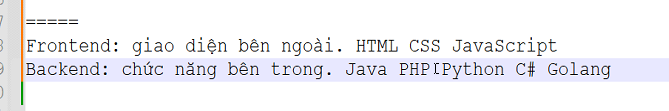 =====
Frontend: giao diện bên ngoài. HTML CSS JavaScript
Backend: chức năng bên trong. Java PHP Python C# Golang